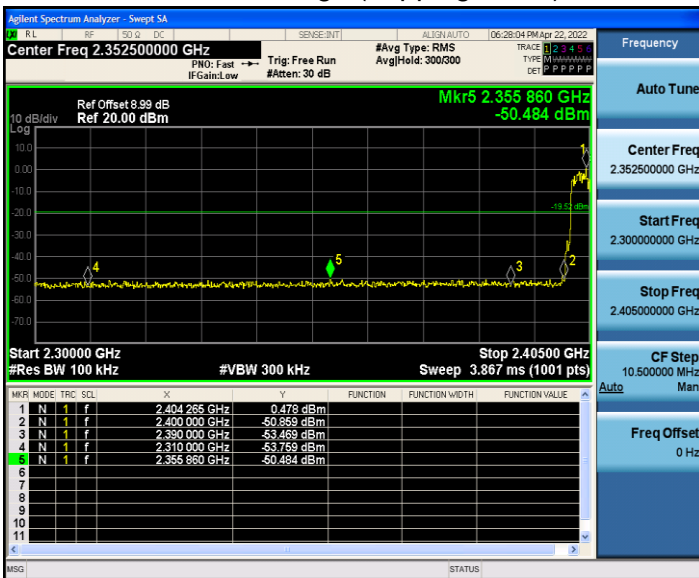 Agilent Spectrum Analyzer - Swept SA
RL RF 50 Ω DC SENSE:INT ALIGN AUTO 06:28:04 PM Apr 22, 2022
Center Freq 2.352500000 GHz #Avg Type: RMS TRACE 1 2 3 4 5 6
PNO: Fast Trig: Free Run Avg|Hold: 300/300 TYPE M
IFGain:Low #Atten: 30 dB DET P P P P P
Frequency
Auto Tune
Center Freq
2.352500000 GHz
Start Freq
2.300000000 GHz
Stop Freq
2.405000000 GHz
CF Step
10.500000 MHz
Auto Man
Freq Offset
0 Hz
Mkr5 2.355 860 GHz
-50.484 dBm
Ref Offset 8.99 dB
10 dB/div Ref 20.00 dBm
Log
10.0
0.00
-10.0
-20.0
-30.0
-40.0
-50.0
-60.0
-70.0
-19.52 dBm
1
2
3
4
5
Start 2.30000 GHz Stop 2.40500 GHz
#Res BW 100 kHz #VBW 300 kHz Sweep 3.867 ms (1001 pts)
MKR MODE TRC SCL X Y FUNCTION FUNCTION WIDTH FUNCTION VALUE
1 N 1 f 2.404 265 GHz 0.478 dBm
2 N 1 f 2.400 000 GHz -50.859 dBm
3 N 1 f 2.390 000 GHz -53.469 dBm
4 N 1 f 2.310 000 GHz -53.759 dBm
5 N 1 f 2.355 860 GHz -50.484 dBm
6
7
8
9
10
11
MSG STATUS